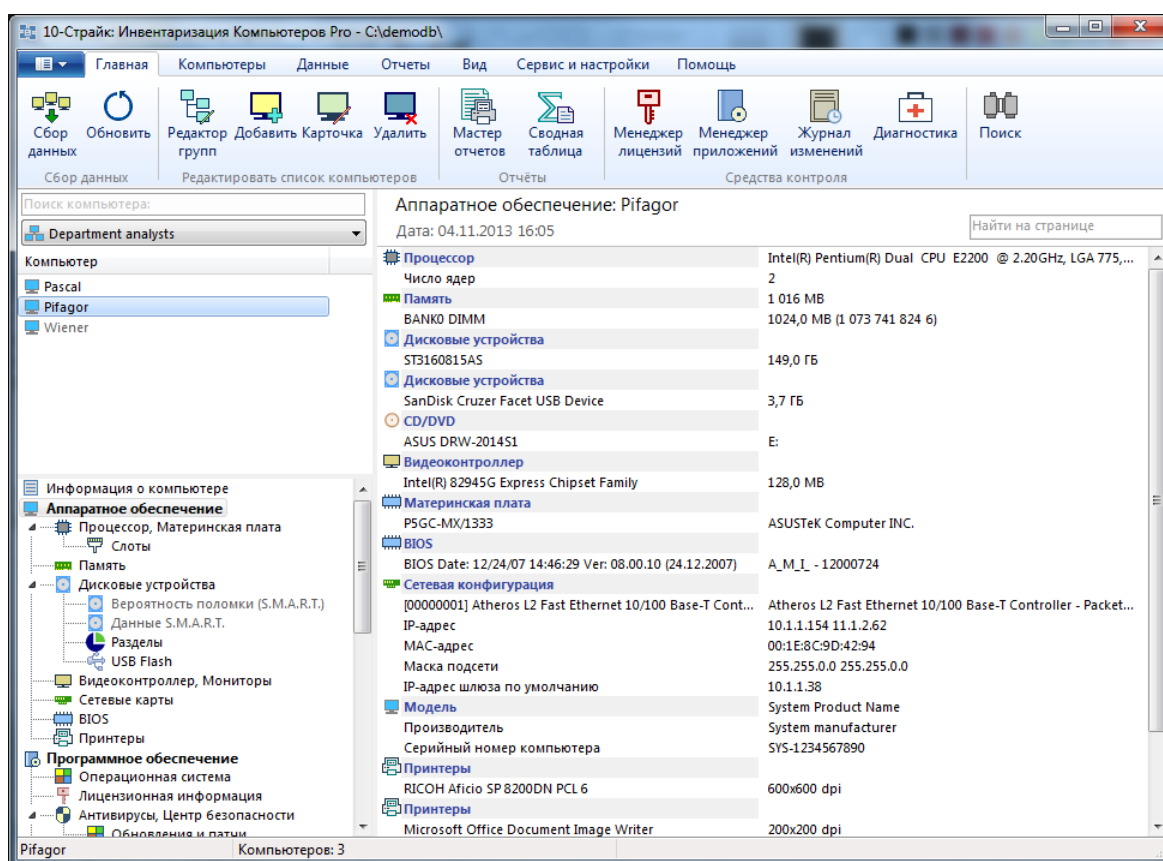 10-Страйк: Инвентаризация Компьютеров Pro - C:\demodb\
Главная Компьютеры Данные Отчеты Вид Сервис и настройки Помощь
Сбор данных Обновить Редактор групп Добавить Карточка Удалить Мастер отчетов Сводная таблица Менеджер лицензий Менеджер приложений Журнал изменений Диагностика Поиск
Сбор данных Редактировать список компьютеров Отчёты Средства контроля
Поиск компьютера:
Department analysts
Компьютер
Pascal
Pifagor
Wiener
Информация о компьютере
Аппаратное обеспечение
Процессор, Материнская плата
Слоты
Память
Дисковые устройства
Вероятность поломки (S.M.A.R.T.)
Данные S.M.A.R.T.
Разделы
USB Flash
Видеоконтроллер, Мониторы
Сетевые карты
BIOS
Принтеры
Программное обеспечение
Операционная система
Лицензионная информация
Антивирусы, Центр безопасности
Обновления и патчи
Аппаратное обеспечение: Pifagor
Дата: 04.11.2013 16:05
Найти на странице
Процессор Intel(R) Pentium(R) Dual CPU E2200 @ 2.20GHz, LGA 775,...
Число ядер 2
Память 1 016 MB
BANK0 DIMM 1024,0 MB (1 073 741 824 6)
Дисковые устройства
ST3160815AS 149,0 ГБ
Дисковые устройства
SanDisk Cruzer Facet USB Device 3,7 ГБ
CD/DVD
ASUS DRW-2014S1 E:
Видеоконтроллер
Intel(R) 82945G Express Chipset Family 128,0 MB
Материнская плата
P5GC-MX/1333 ASUSTeK Computer INC.
BIOS
BIOS Date: 12/24/07 14:46:29 Ver: 08.00.10 (24.12.2007) A_M_I_ - 12000724
Сетевая конфигурация
[00000001] Atheros L2 Fast Ethernet 10/100 Base-T Cont... Atheros L2 Fast Ethernet 10/100 Base-T Controller - Packet...
IP-адрес 10.1.1.154 11.1.2.62
MAC-адрес 00:1E:8C:9D:42:94
Маска подсети 255.255.0.0 255.255.0.0
IP-адрес шлюза по умолчанию 10.1.1.38
Модель System Product Name
Производитель System manufacturer
Серийный номер компьютера SYS-1234567890
Принтеры
RICOH Aficio SP 8200DN PCL 6 600x600 dpi
Принтеры
Microsoft Office Document Image Writer 200x200 dpi
Pifagor Компьютеров: 3